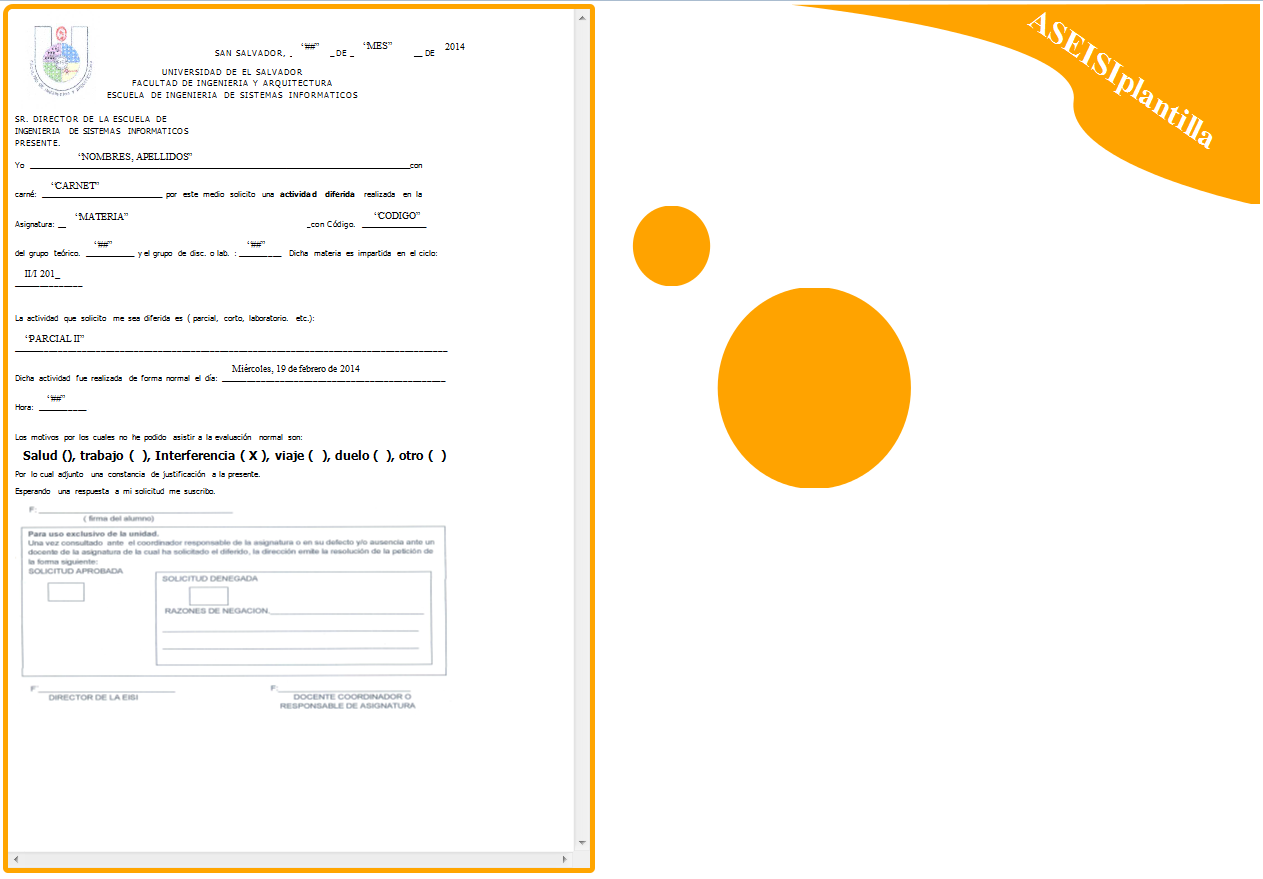 SAN SALVADOR, _ “##” _DE _ “MES” __ DE 2014
UNIVERSIDAD DE EL SALVADOR
FACULTAD DE INGENIERIA Y ARQUITECTURA
ESCUELA DE INGENIERIA DE SISTEMAS INFORMATICOS
SR. DIRECTOR DE LA ESCUELA DE
INGENIERIA DE SISTEMAS INFORMATICOS
PRESENTE.
Yo “NOMBRES, APELLIDOS” con
carné: “CARNET” por este medio solicito una actividad diferida realizada en la
Asignatura: __ “MATERIA” _con Código. “CODIGO”
del grupo teórico. “##” y el grupo de disc. o lab. : “##” Dicha materia es impartida en el ciclo:
II/I 201_
La actividad que solicito me sea diferida es ( parcial, corto, laboratorio. etc.):
“PARCIAL II”
Dicha actividad fue realizada de forma normal el día: Miércoles, 19 de febrero de 2014
Hora: “##”
Los motivos por los cuales no he podido asistir a la evaluación normal son:
Salud (), trabajo ( ), Interferencia ( X ), viaje ( ), duelo ( ), otro ( )
Por lo cual adjunto una constancia de justificación a la presente.
Esperando una respuesta a mi solicitud me suscribo.
F:
( firma del alumno)
Para uso exclusivo de la unidad.
Una vez consultado ante el coordinador responsable de la asignatura o en su defecto y/o ausencia ante un
docente de la asignatura de la cual ha solicitado el diferido, la dirección emite la resolución de la petición de
la forma siguiente:
SOLICITUD APROBADA
SOLICITUD DENEGADA
RAZONES DE NEGACION.
F:
DIRECTOR DE LA EISI
F:
DOCENTE COORDINADOR O
RESPONSABLE DE ASIGNATURA
ASEISIplantilla